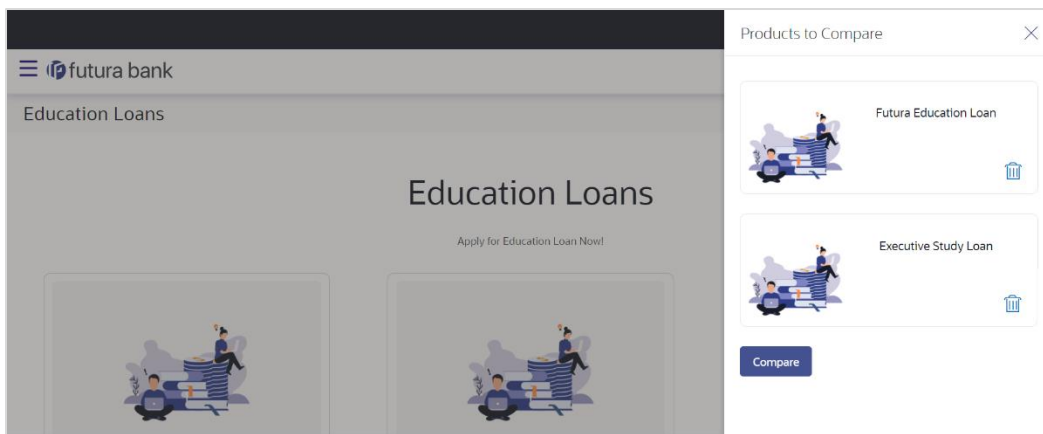 Products to Compare
futura bank
Education Loans
Futura Education Loan
Education Loans
Apply for Education Loan Now!
Executive Study Loan
Compare